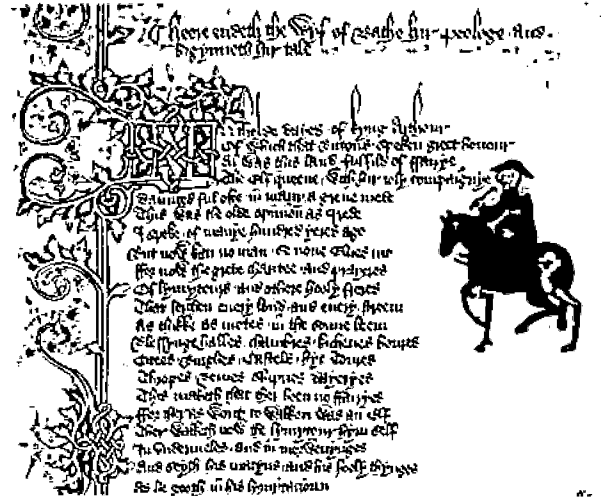 Heere endeth the Wyf of Bathe hir prologe and
bigynneth hir tale
In tholde dayes of kyng Arthour
Of which that Britons speken greet honour
Al was this land fulfild of ffairye
The Elf queene with hir ioly compaignye
Daunced ful ofte in many a grene mede
This was the olde opinion as I rede
I speke of manye hundred yeres ago
But now kan no man se none Elues mo
ffor now the grete charitee and prayeres
Of lymytours and othere hooly freres
That serchen euery lond and euery streem
As thikke as motes in the sonne beem
Blessynge halles chambres kichenes boures
Citees Burghes Castels hye Toures
Thropes Bernes Shipnes Dayeryes
This maketh that ther been no ffairyes
ffor ther as wont to walken was an Elf
Ther walketh now the lymytour hym self
In vndermeles and in morwenynges
And seyth his matyns and his hooly thynges
As he gooth in his lymytacioun